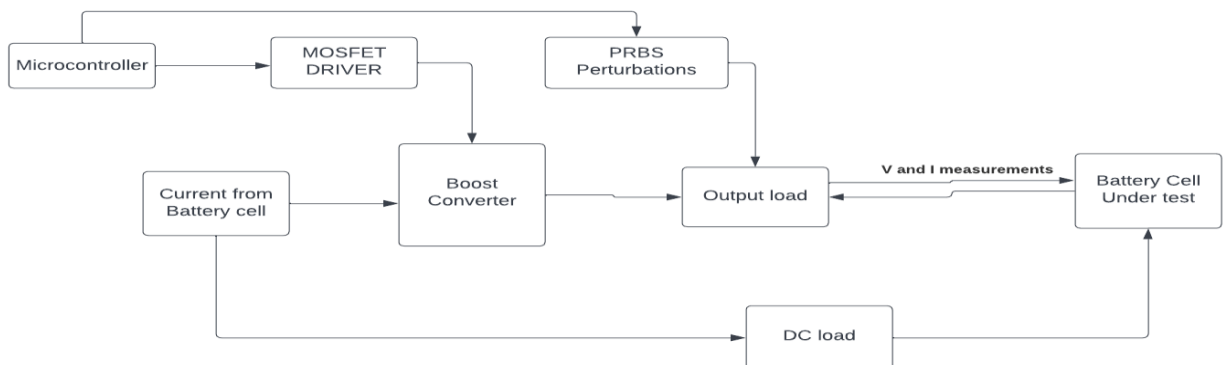 Microcontroller
MOSFET
DRIVER
PRBS
Perturbations
Current from
Battery cell
Boost
Converter
Output load
V and I measurements
Battery Cell
Under test
DC load